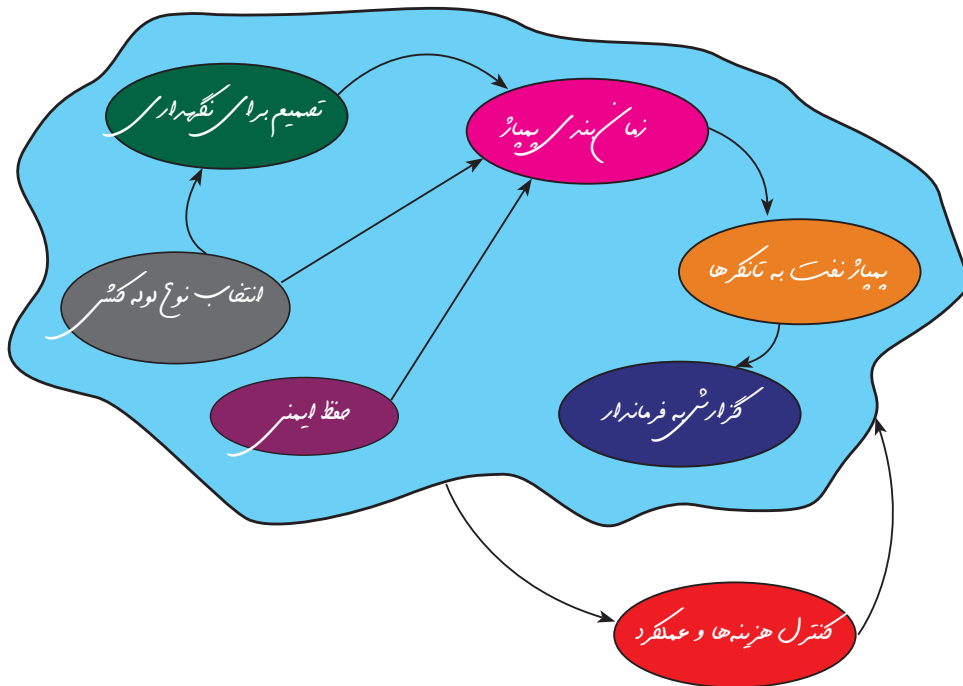 تصمیم برای نگهداری
زمان‌بندی پمپاژ
انتخاب نوع لوله کشی
پمپاژ نفت به تانکرها
حفظ ایمنی
گزارش به فرماندار
کنترل هزینه‌ها و عملکرد